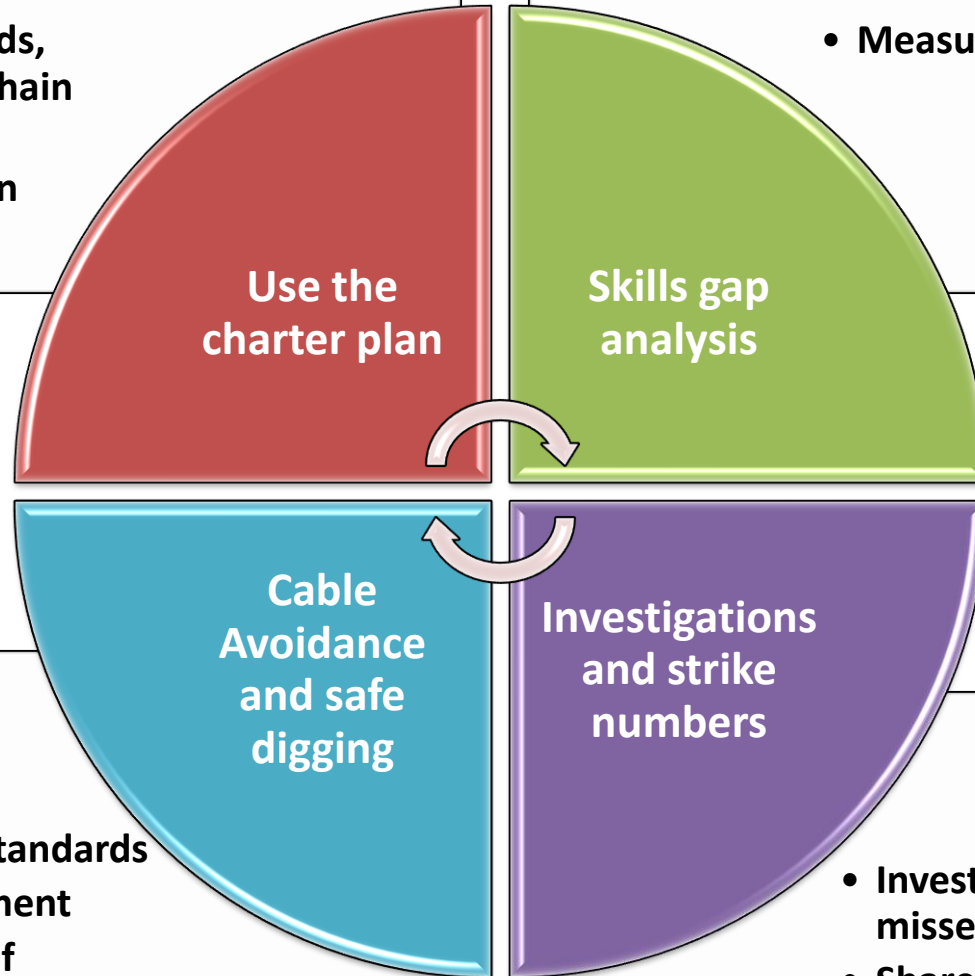 ds,
hain
n
• Measu
Use the
charter plan
Skills gap
analysis
Cable
Avoidance
and safe
digging
Investigations
and strike
numbers
tandards
nent
f
• Invest
misse
• Share